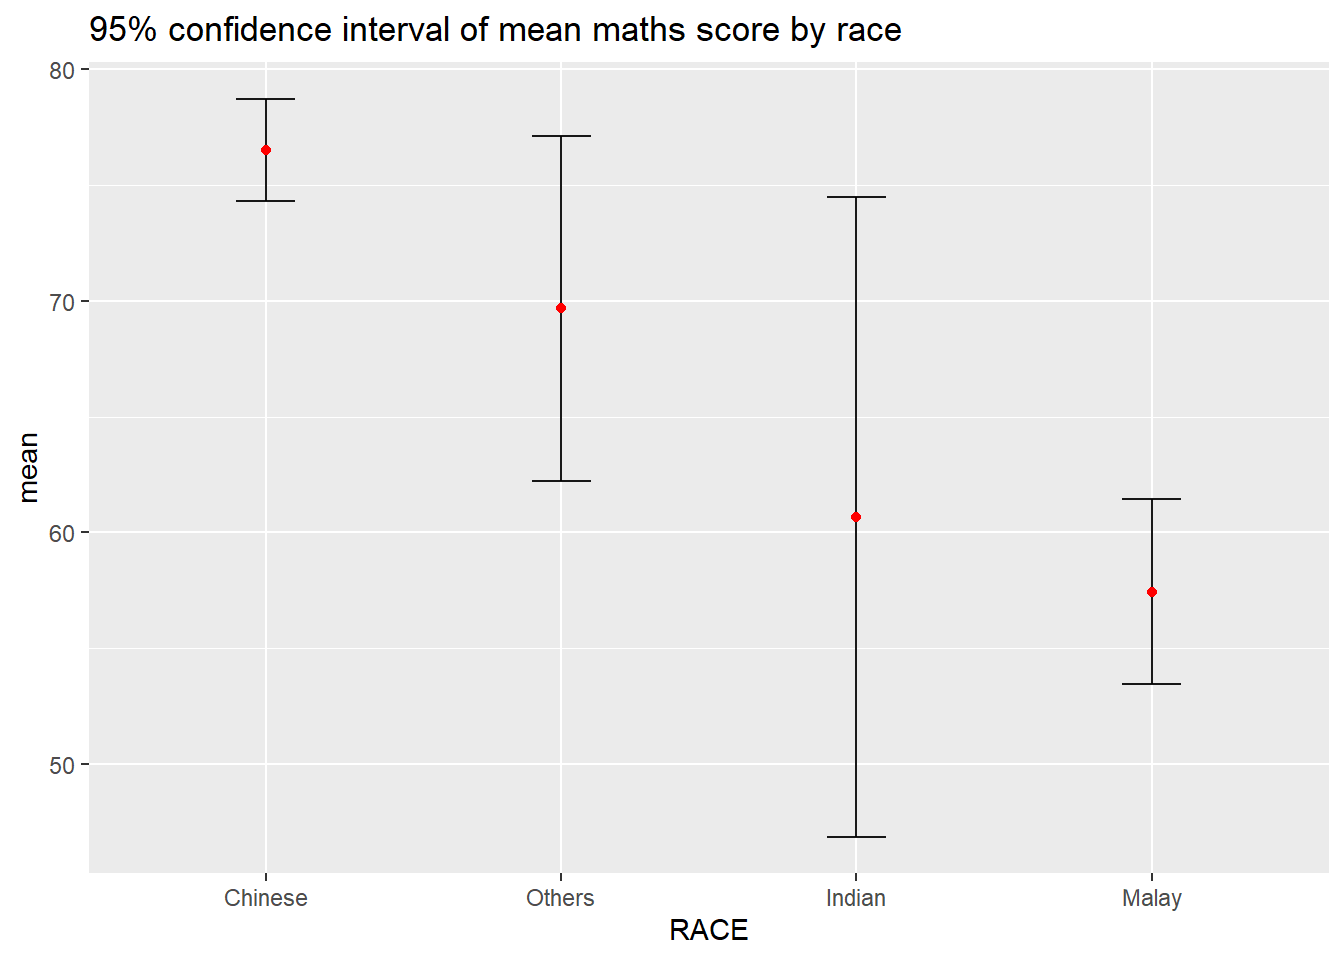 95% confidence interval of mean maths score by race
80
70
60
50
mean
Chinese Others Indian Malay
RACE